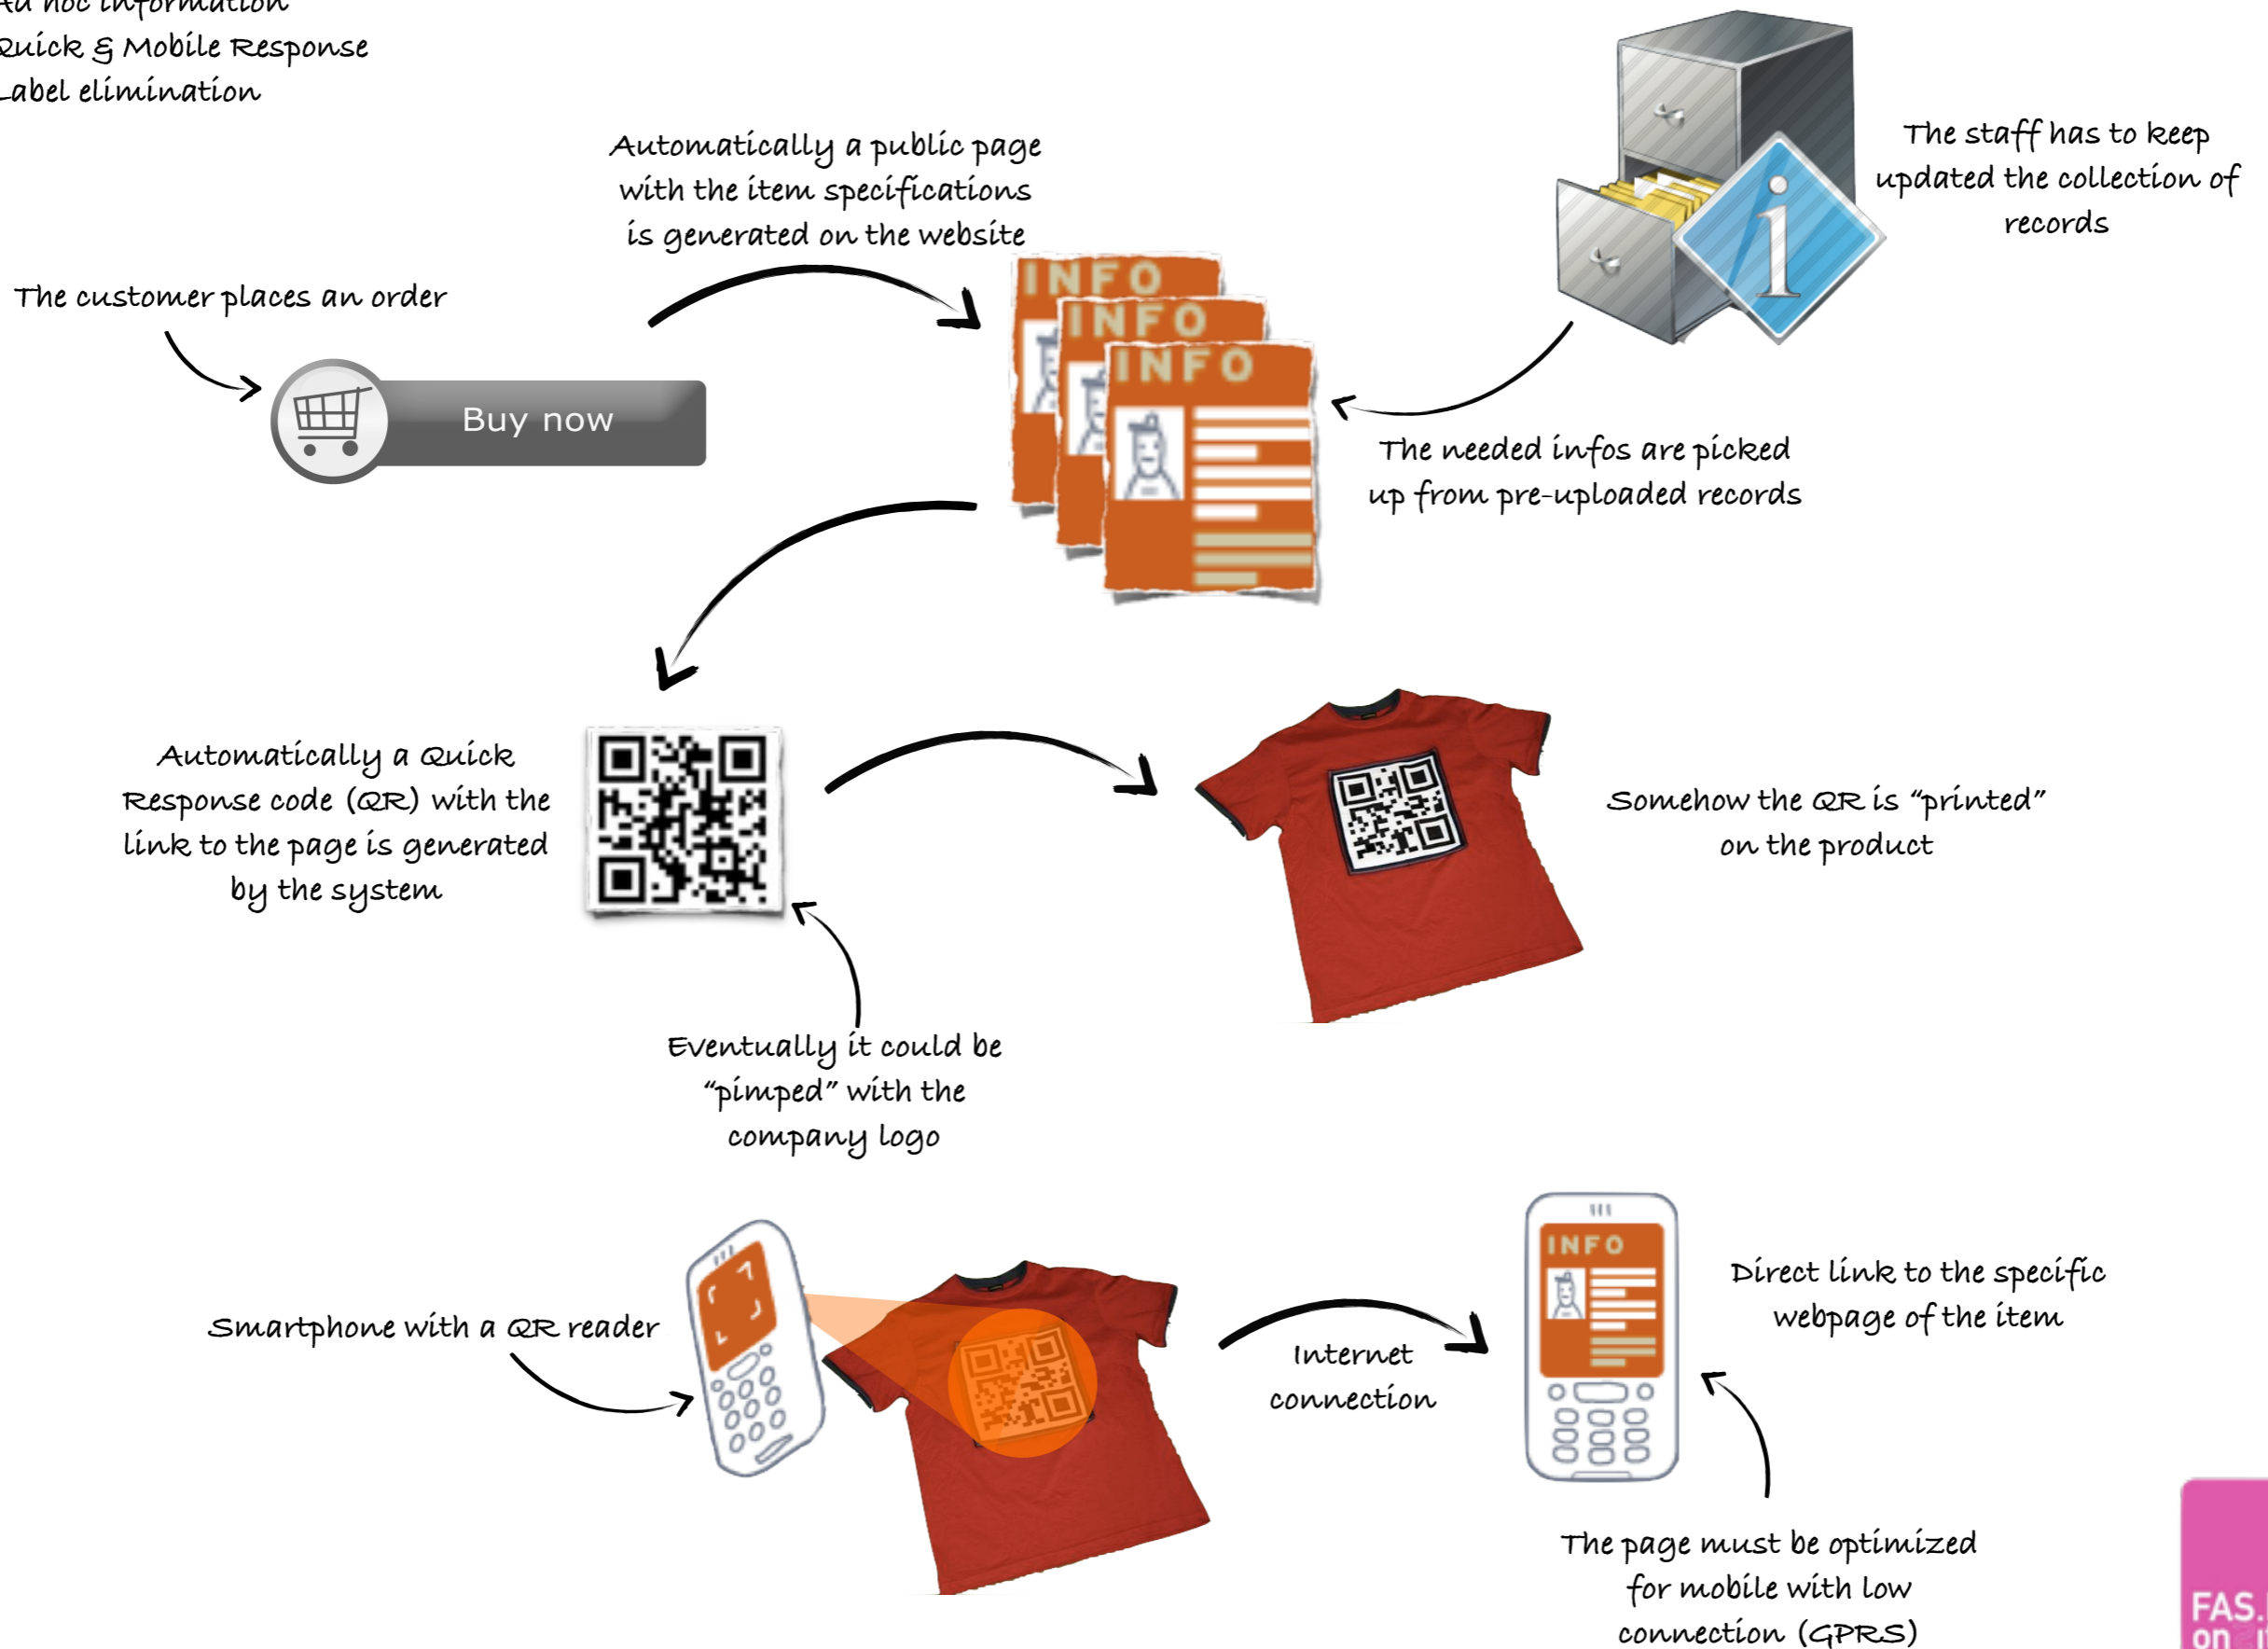 Ad hoc information
Quick & Mobile Response
Label elimination
Automatically a public page
with the item specifications
is generated on the website
The staff has to keep
updated the collection of
records
The customer places an order
Buy now
INFO
INFO
INFO
i
The needed infos are picked
up from pre-uploaded records
Automatically a Quick
Response code (QR) with the
link to the page is generated
by the system
Somehow the QR is “printed”
on the product
Eventually it could be
“pimped” with the
company logo
Smartphone with a QR reader
Internet
connection
INFO
Direct link to the specific
webpage of the item
The page must be optimized
for mobile with low
connection (GPRS)
FAS.
on